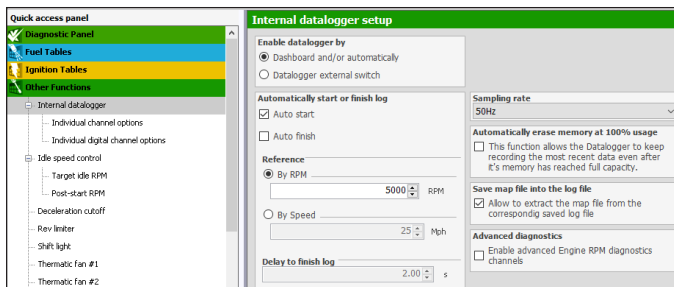 Quick access panel
Diagnostic Panel
Fuel Tables
Ignition Tables
Other Functions
Internal datalogger
Individual channel options
Individual digital channel options
Idle speed control
Target idle RPM
Post-start RPM
Deceleration cutoff
Rev limiter
Shift light
Thermatic fan #1
Thermatic fan #2
Internal datalogger setup
Enable datalogger by
Dashboard and/or automatically
Datalogger external switch
Automatically start or finish log
Auto start
Auto finish
Reference
By RPM
5000 RPM
By Speed
25 Mph
Delay to finish log
2.00 s
Sampling rate
50Hz
Automatically erase memory at 100% usage
This function allows the Datalogger to keep
recording the most recent data even after
it's memory has reached full capacity.
Save map file into the log file
Allow to extract the map file from the
correspondig saved log file
Advanced diagnostics
Enable advanced Engine RPM diagnostics
channels